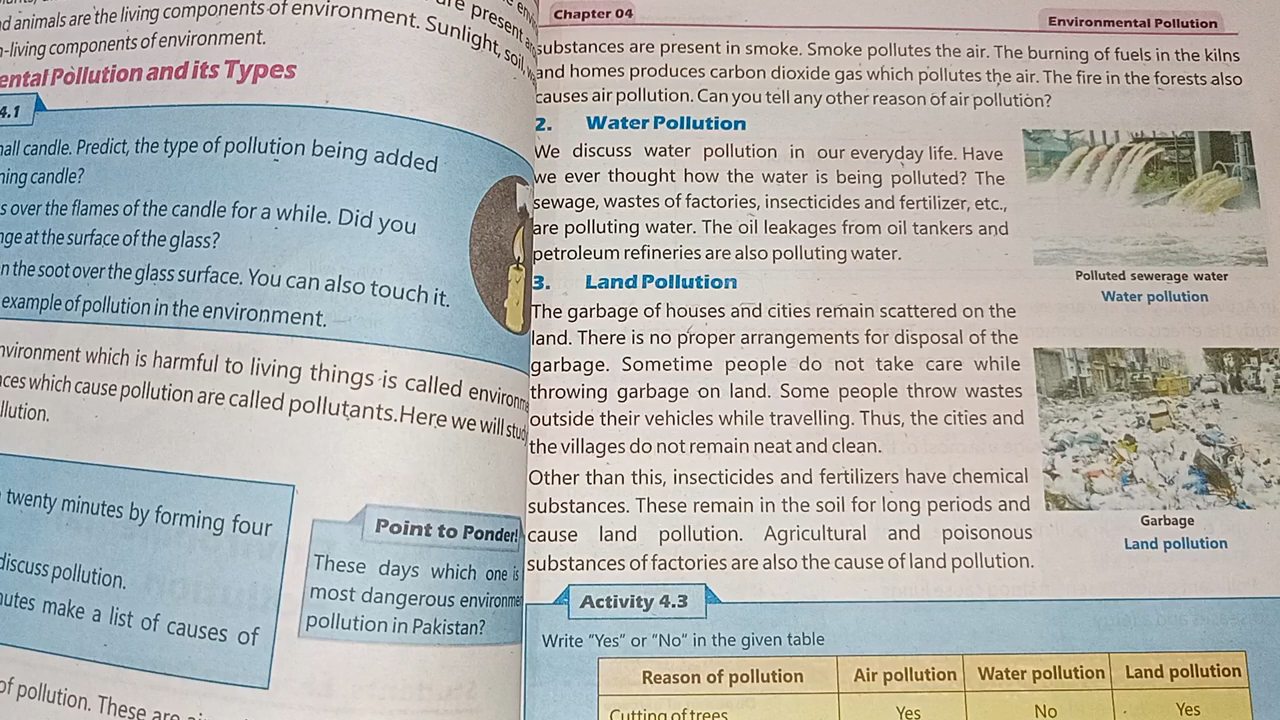 d animals are the living components of environment. Sunlight, soil,
-living components of environment.
ental Pollution and its Types
4.1
all candle. Predict, the type of pollution being added
ning candle?
s over the flames of the candle for a while. Did you
nge at the surface of the glass?
n the soot over the glass surface. You can also touch it.
example of pollution in the environment.
nvironment which is harmful to living things is called environme
nces which cause pollution are called pollutants. Here we will stud
llution.
twenty minutes by forming four
discuss pollution.
nutes make a list of causes of
Point to Ponder!
These days which one is
most dangerous environmen
pollution in Pakistan?
of pollution. These are
Chapter 04
Environmental Pollution
substances are present in smoke. Smoke pollutes the air. The burning of fuels in the kilns
and homes produces carbon dioxide gas which pollutes the air. The fire in the forests also
causes air pollution. Can you tell any other reason of air pollution?
2. Water Pollution
We discuss water pollution in our everyday life. Have
we ever thought how the water is being polluted? The
sewage, wastes of factories, insecticides and fertilizer, etc.,
are polluting water. The oil leakages from oil tankers and
petroleum refineries are also polluting water.
Polluted sewerage water
Water pollution
3. Land Pollution
The garbage of houses and cities remain scattered on the
land. There is no proper arrangements for disposal of the
garbage. Sometime people do not take care while
throwing garbage on land. Some people throw wastes
outside their vehicles while travelling. Thus, the cities and
the villages do not remain neat and clean.
Other than this, insecticides and fertilizers have chemical
substances. These remain in the soil for long periods and
cause land pollution. Agricultural and poisonous
substances of factories are also the cause of land pollution.
Garbage
Land pollution
Activity 4.3
Write "Yes" or "No" in the given table
Reason of pollution Air pollution Water pollution Land pollution
Cutting of trees Yes No Yes